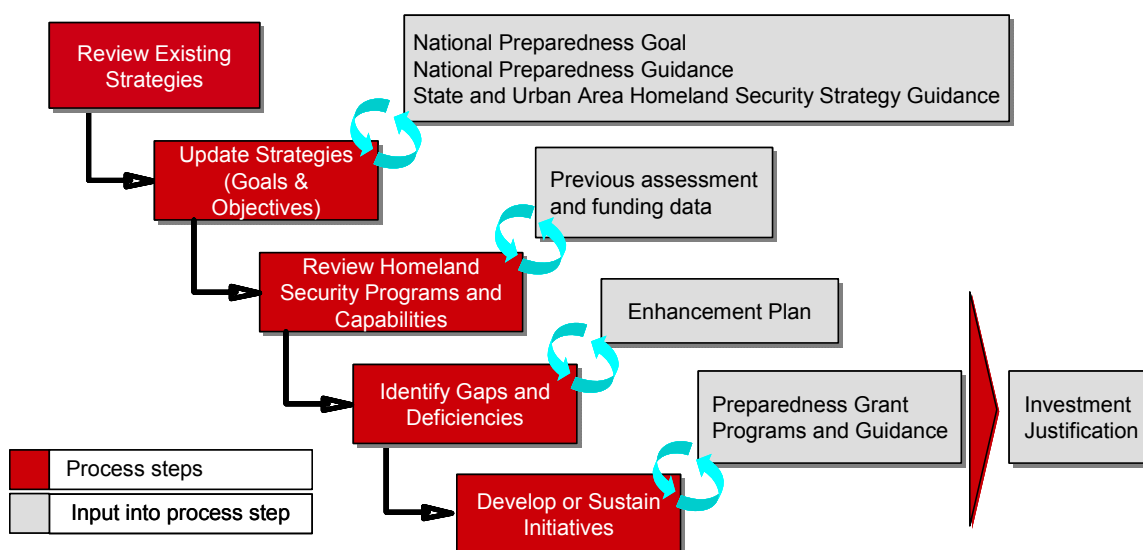 Review Existing
Strategies
National Preparedness Goal
National Preparedness Guidance
State and Urban Area Homeland Security Strategy Guidance
Update Strategies
(Goals &
Objectives)
Previous assessment
and funding data
Review Homeland
Security Programs and
Capabilities
Enhancement Plan
Identify Gaps and
Deficiencies
Preparedness Grant
Programs and Guidance
Investment
Justification
Develop or Sustain
Initiatives
Process steps
Input into process step